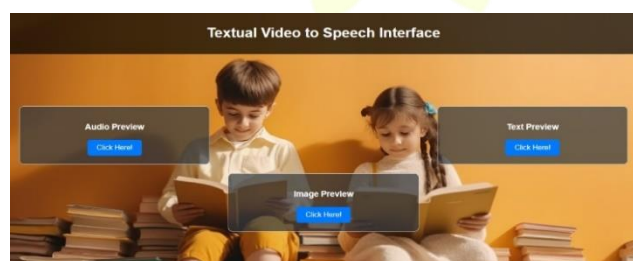 Textual Video to Speech Interface
Audio Preview
Click Here!
Text Preview
Click Here!
Image Preview
Click Here!